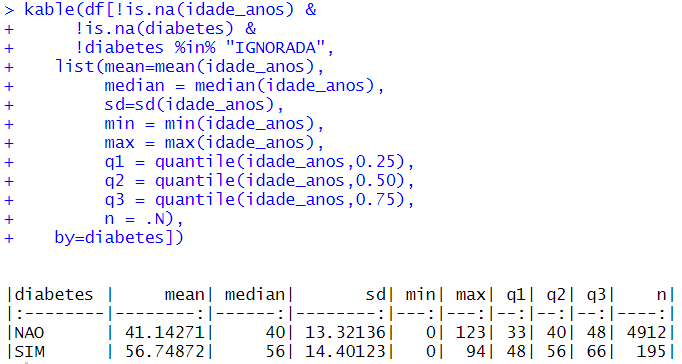 > kable(df[!is.na(idade_anos) &
+      !is.na(diabetes) &
+      !diabetes %in% "IGNORADA",
+    list(mean=mean(idade_anos),
+         median = median(idade_anos),
+         sd=sd(idade_anos),
+         min = min(idade_anos),
+         max = max(idade_anos),
+         q1 = quantile(idade_anos,0.25),
+         q2 = quantile(idade_anos,0.50),
+         q3 = quantile(idade_anos,0.75),
+         n = .N),
+    by=diabetes])
|diabetes |     mean| median|       sd| min| max| q1| q2| q3|    n|
|:--------|--------:|------:|--------:|---:|---:|--:|--:|--:|----:|
|NAO      | 41.14271|     40| 13.32136|   0| 123| 33| 40| 48| 4912|
|SIM      | 56.74872|     56| 14.40123|   0|  94| 48| 56| 66|  195|